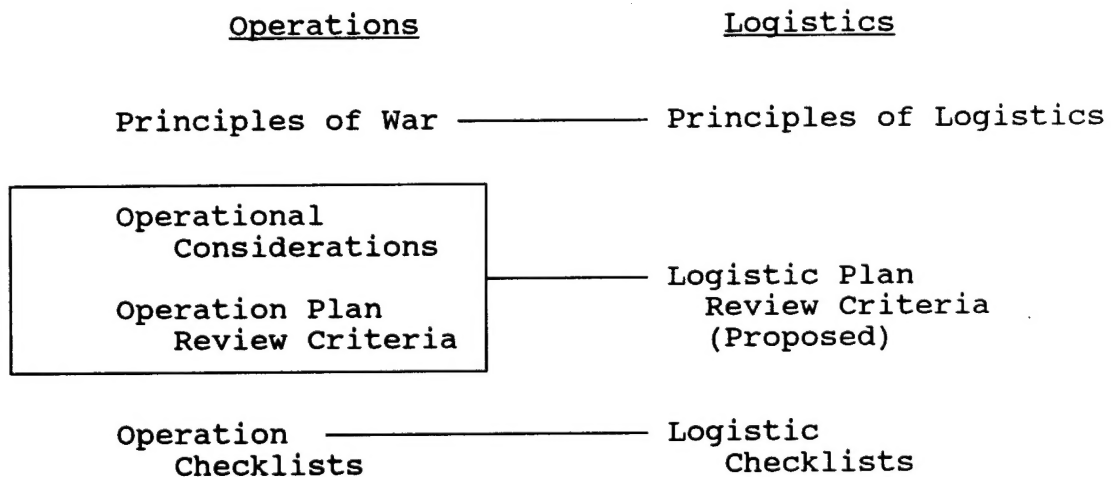 Operations Logistics
Principles of War Principles of Logistics
Operational
Considerations
Operation Plan
Review Criteria
Logistic Plan
Review Criteria
(Proposed)
Operation
Checklists
Logistic
Checklists